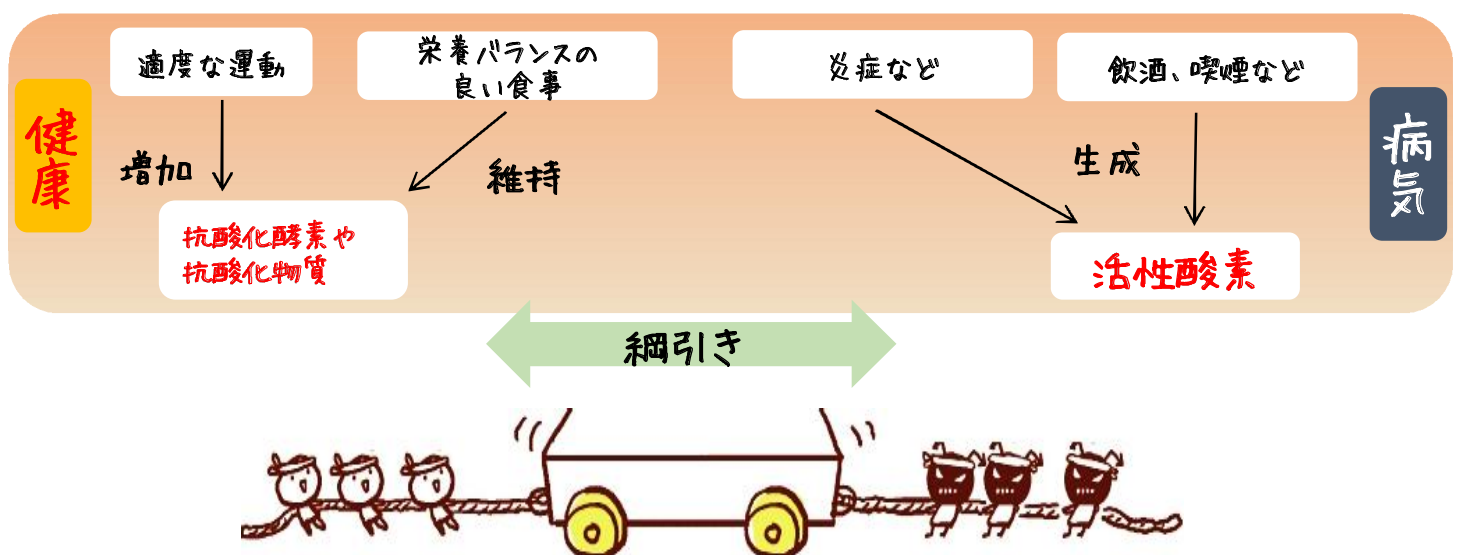 適度な運動
栄養バランスの
良い食事
炎症など
飲酒、喫煙など
健康
増加
維持
生成
病気
抗酸化酵素や
抗酸化物質
活性酸素
綱引き